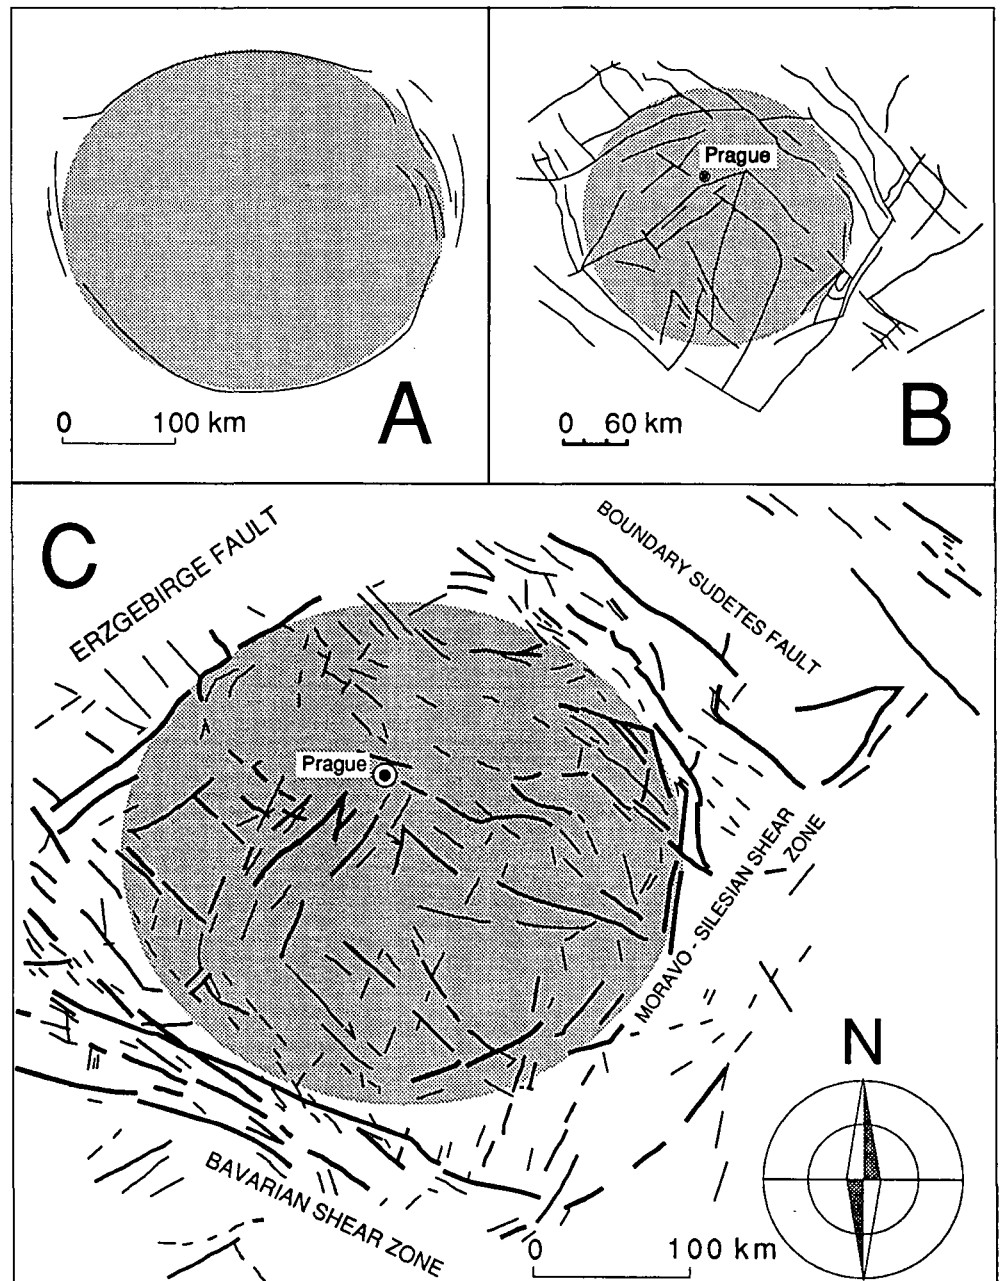 A
0 100 km
B
Prague
0 60 km
C
ERZGEBIRGE FAULT
BOUNDARY SUDETES FAULT
Prague
MORAVO - SILESIAN SHEAR
ZONE
BAVARIAN SHEAR ZONE
N
0 100 km